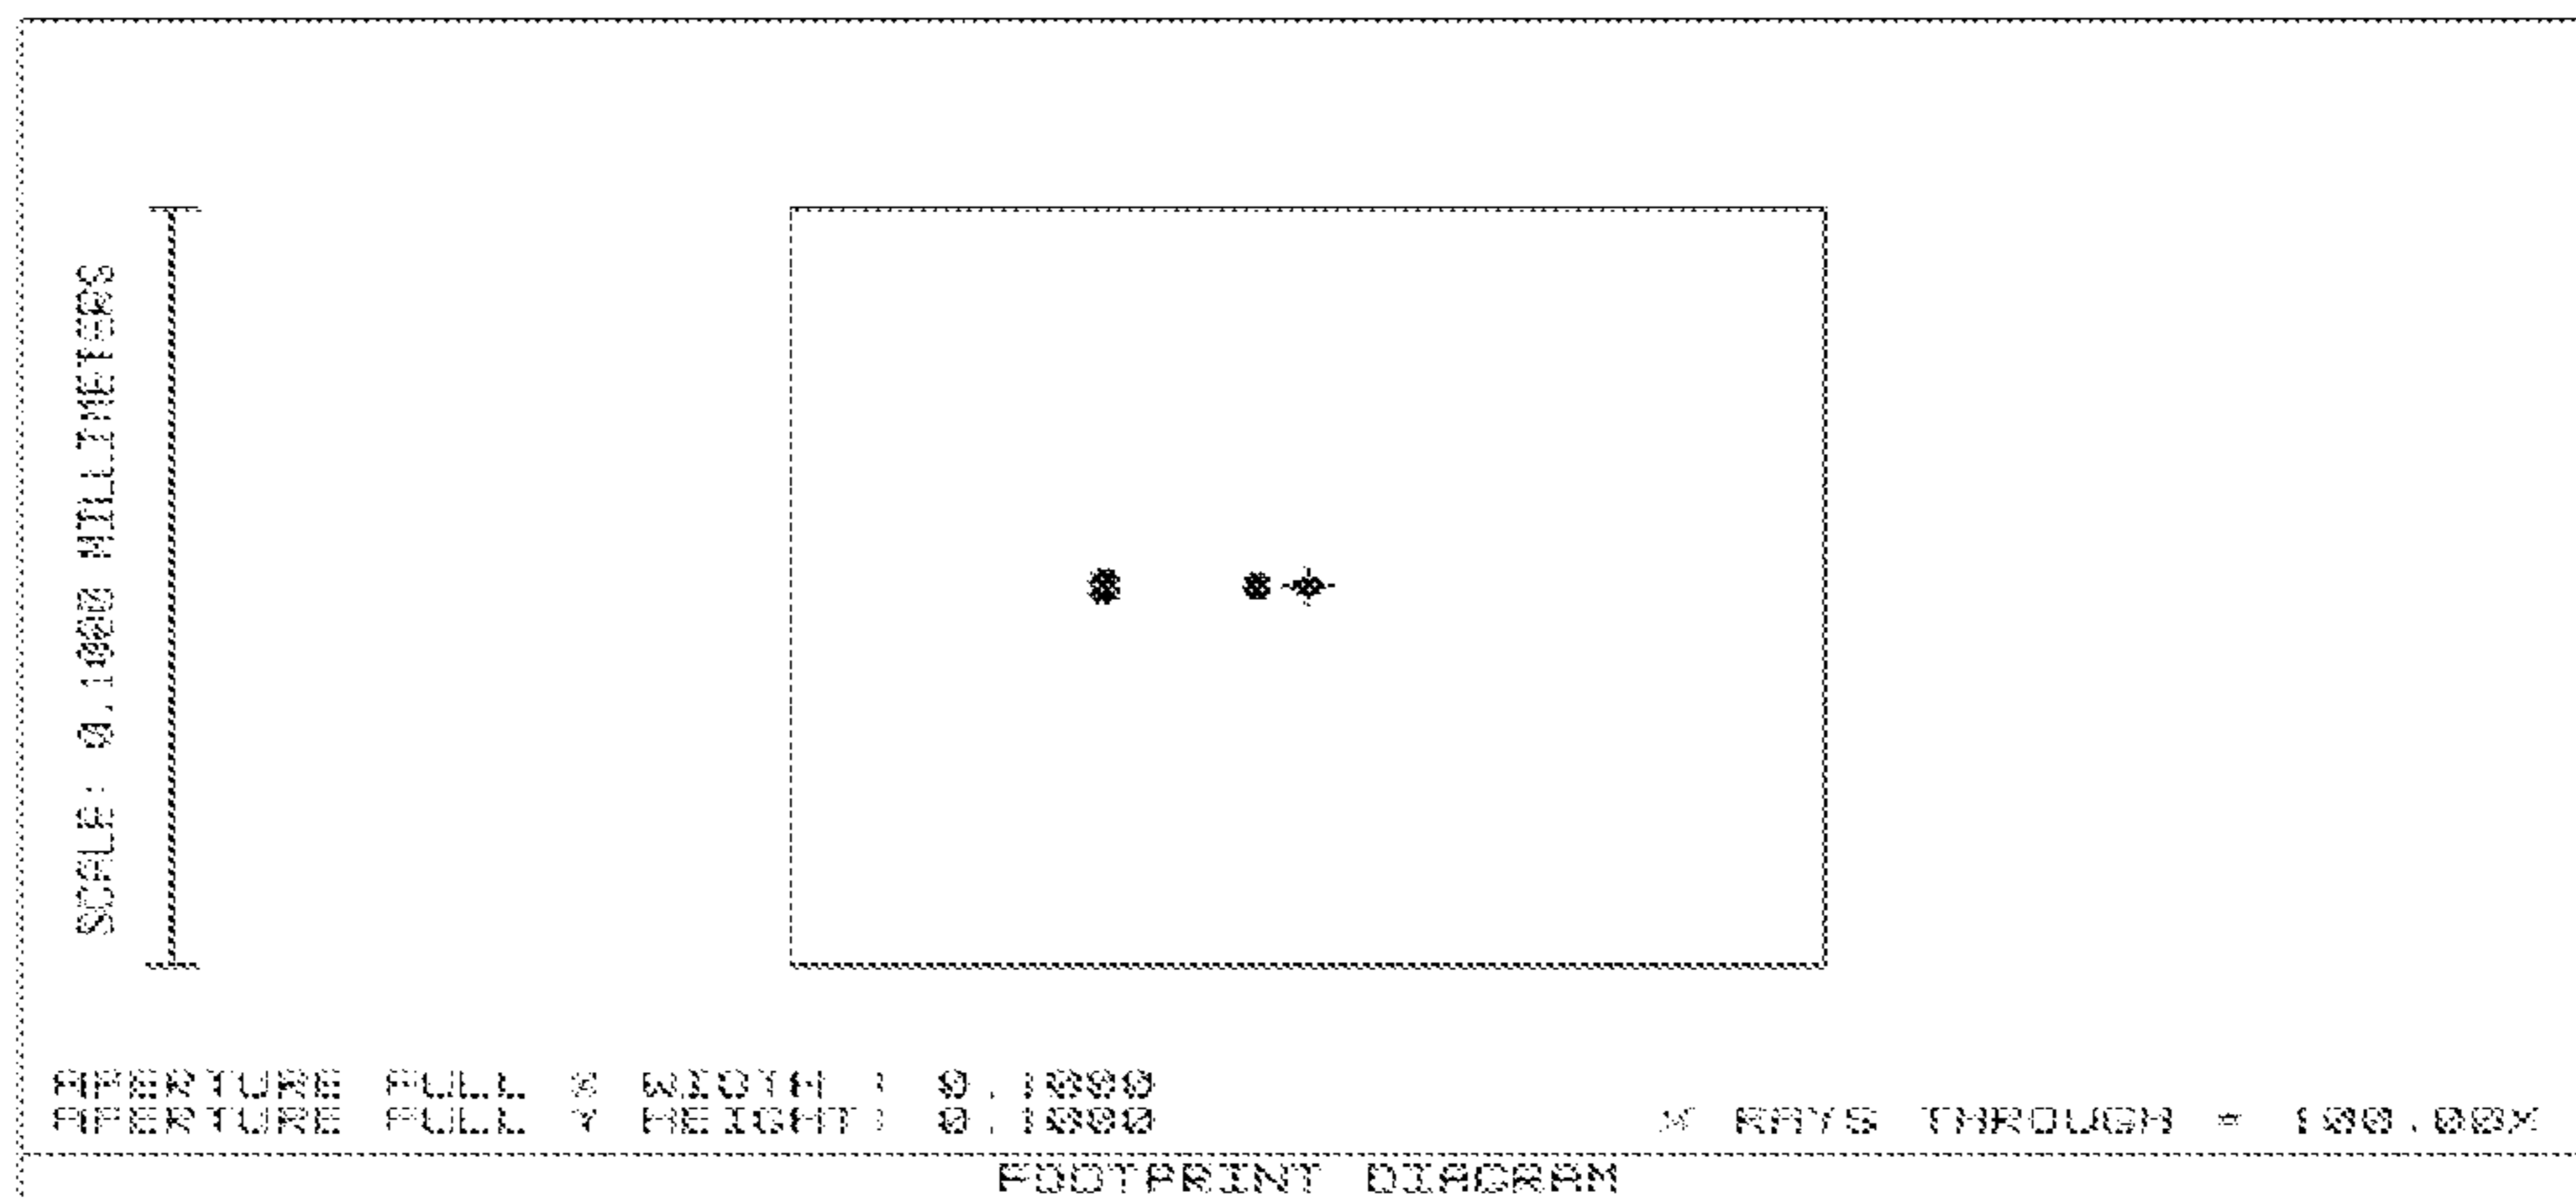 SCALE: 0.1000 MILLIMETERS
APERTURE FULL X WIDTH : 0.1000
APERTURE FULL Y HEIGHT: 0.1000
% RAYS THROUGH = 100.00%
FOOTPRINT DIAGRAM